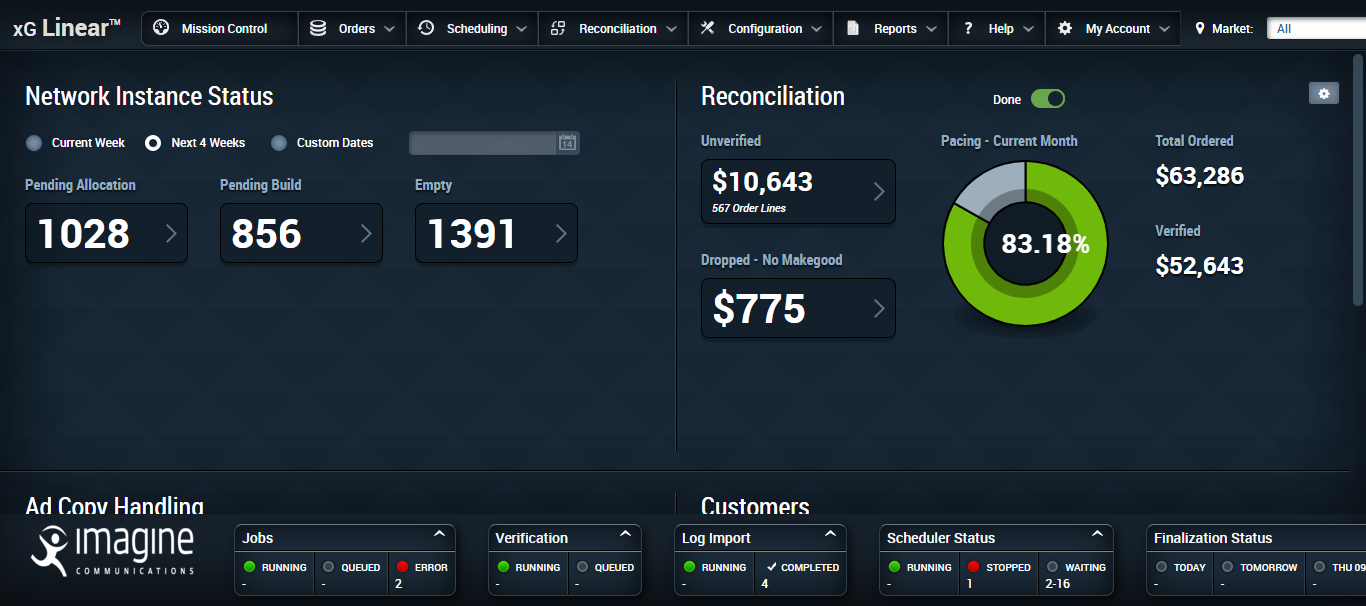 xG Linear™ Mission Control Orders Scheduling Reconciliation Configuration Reports ? Help My Account Market: All
Network Instance Status
Current Week Next 4 Weeks Custom Dates 14
Pending Allocation Pending Build Empty
1028 856 1391
Reconciliation Done
Unverified
$10,643
567 Order Lines
Dropped - No Makegood
$775
Pacing - Current Month
83.18%
Total Ordered
$63,286
Verified
$52,643
Ad Copy Handling Customers
imagine
COMMUNICATIONS
Jobs
RUNNING QUEUED ERROR
- - 2
Verification
RUNNING QUEUED
- -
Log Import
RUNNING COMPLETED
- 4
Scheduler Status
RUNNING STOPPED WAITING
- 1 2-16
Finalization Status
TODAY TOMORROW THU 09
- - -